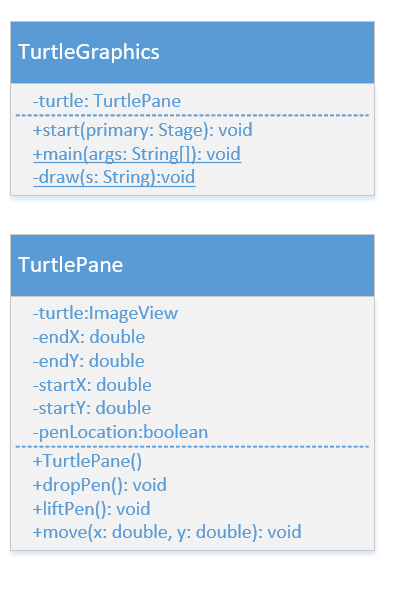 TurtleGraphics
-turtle: TurtlePane
+start(primary: Stage): void
+main(args: String[]): void
-draw(s: String):void
TurtlePane
-turtle:ImageView
-endX: double
-endY: double
-startX: double
-startY: double
-penLocation:boolean
+TurtlePane()
+dropPen(): void
+liftPen(): void
+move(x: double, y: double): void